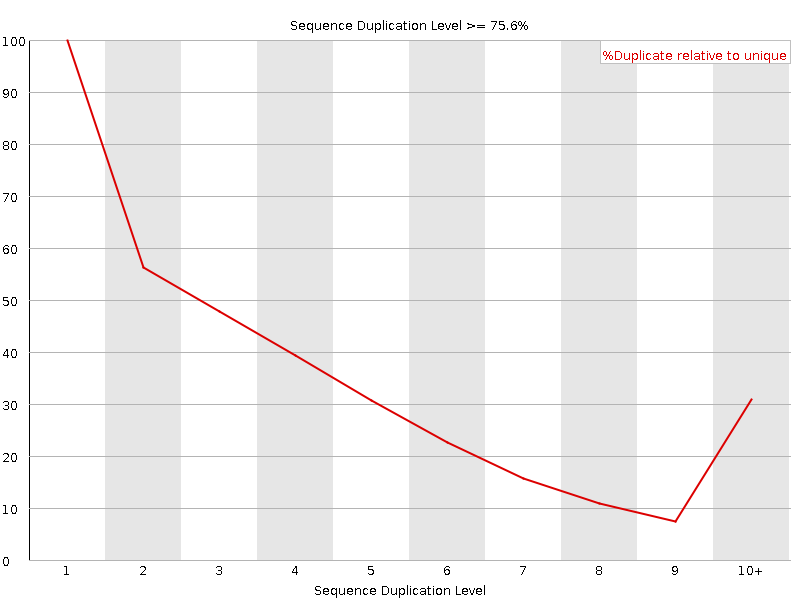 Sequence Duplication Level >= 75.6%
%Duplicate relative to unique
100
90
80
70
60
50
40
30
20
10
0
1 2 3 4 5 6 7 8 9 10+
Sequence Duplication Level